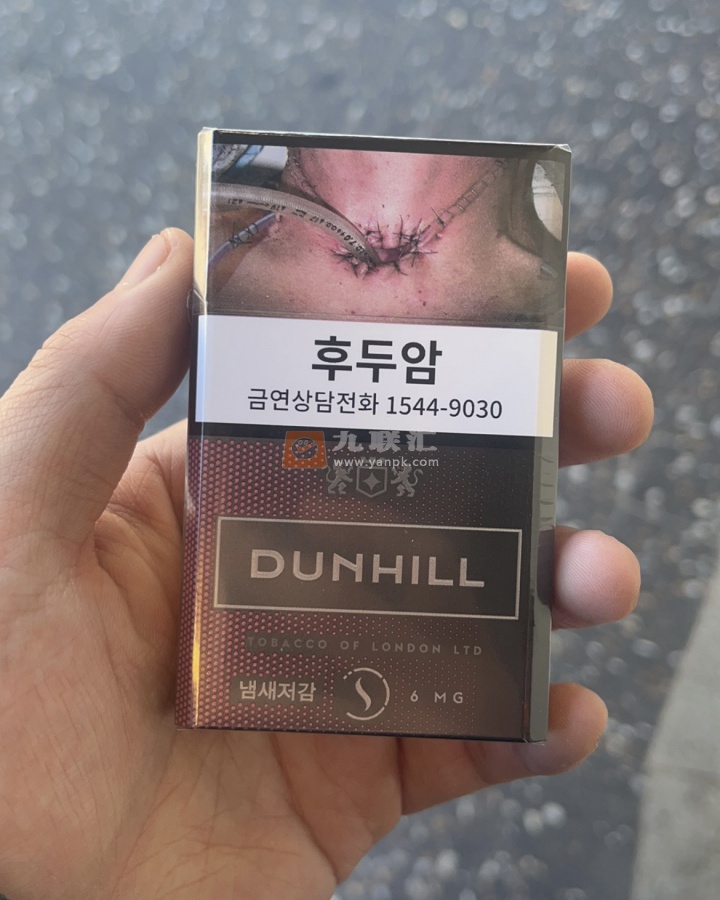 후두암
금연상담전화 1544-9030
九联汇
www.yanpk.com
DUNHILL
TOBACCO OF LONDON LTD
냄새저감
6 MG